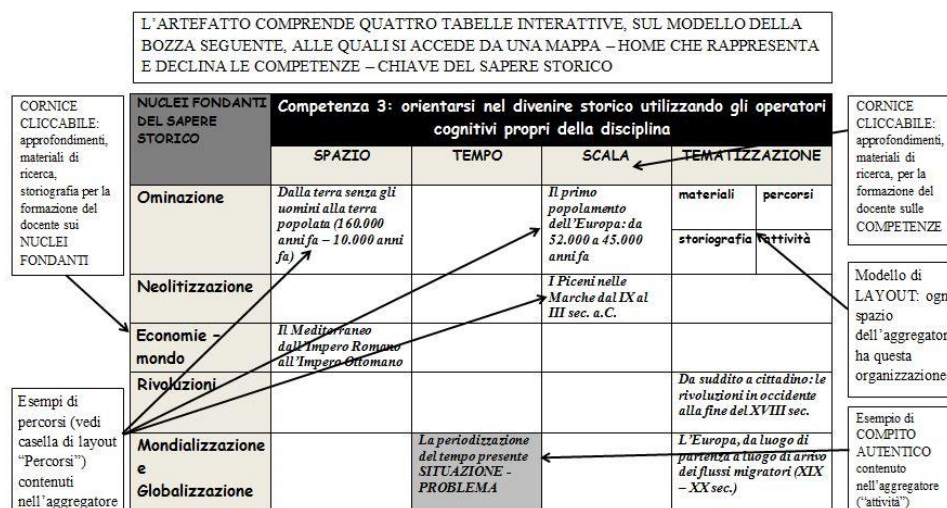 L'ARTEFATTO COMPRENDE QUATTRO TABELLE INTERATTIVE, SUL MODELLO DELLA
BOZZA SEGUENTE, ALLE QUALI SI ACCEDE DA UNA MAPPA – HOME CHE RAPPRESENTA
E DECLINA LE COMPETENZE – CHIAVE DEL SAPERE STORICO
CORNICE
CLICCABILE:
approfondimenti,
materiali di
ricerca,
storiografia per la
formazione del
docente sui
NUCLEI
FONDANTI
NUCLEI FONDANTI
DEL SAPERE
STORICO
Competenza 3: orientarsi nel divenire storico utilizzando gli operatori
cognitivi propri della disciplina
SPAZIO
TEMPO
SCALA
TEMATIZZAZIONE
Ominazione
Dalla terra senza gli
uomini alla terra
popolata (160.000
anni fa – 10.000 anni
fa)
Il primo
popolamento
dell'Europa: da
52.000 a 45.000
anni fa
materiali
percorsi
storiografia
attività
Neolitizzazione
I Piceni nelle
Marche dal IX al
III sec. a.C.
Economie –
mondo
Il Mediterraneo
dall'Impero Romano
all'Impero Ottomano
Rivoluzioni
Da suddito a cittadino: le
rivoluzioni in occidente
alla fine del XVIII sec.
Mondializzazione
e
Globalizzazione
La periodizzazione
del tempo presente
SITUAZIONE -
PROBLEMA
L'Europa, da luogo di
partenza a luogo di arrivo
dei flussi migratori (XIX
– XX sec.)
CORNICE
CLICCABILE:
approfondimenti,
materiali di
ricerca, per la
formazione del
docente sulle
COMPETENZE
Modello di
LAYOUT: ogn
spazio
dell'aggregator
ha questa
organizzazione
Esempi di
percorsi (vedi
casella di layout
"Percorsi")
contenuti
nell'aggregatore
Esempio di
COMPITO
AUTENTICO
contenuto
nell'aggregatore
("attività")